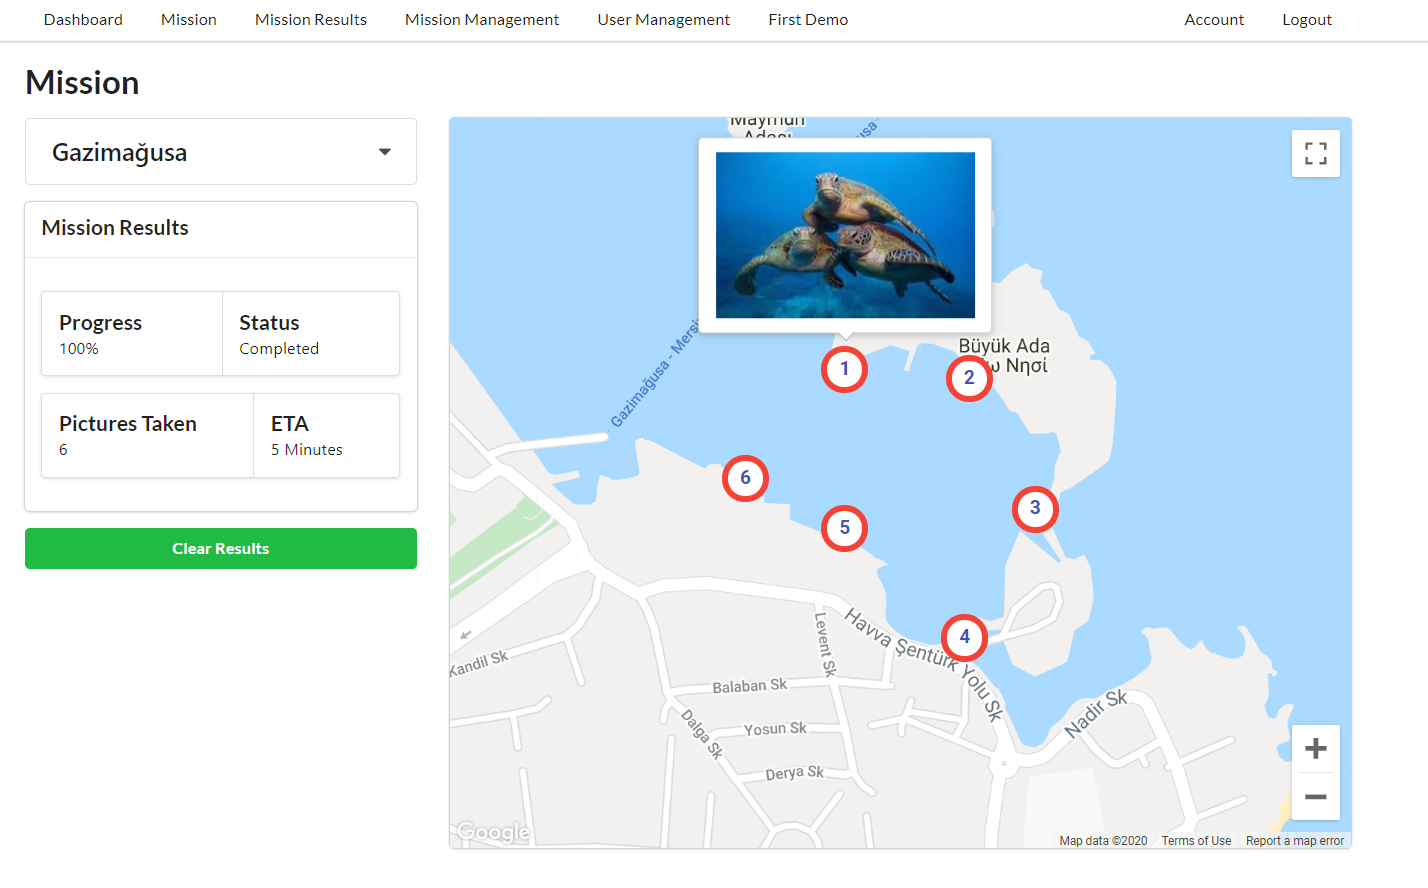 Dashboard Mission Mission Results Mission Management User Management First Demo Account Logout
Mission
Gazimağusa
Mission Results
Progress
100%
Status
Completed
Pictures Taken
6
ETA
5 Minutes
Clear Results
Maymun
Adası
Gazimağusa - Mersin
usa -
Büyük Ada
Νησί
1
2
3
4
5
6
Havva Şentürk Yolu Sk
Levent Sk
Kandil Sk
Balaban Sk
Dalga Sk
Yosun Sk
Derya Sk
Nadir Sk
Google
Map data ©2020 Terms of Use Report a map error